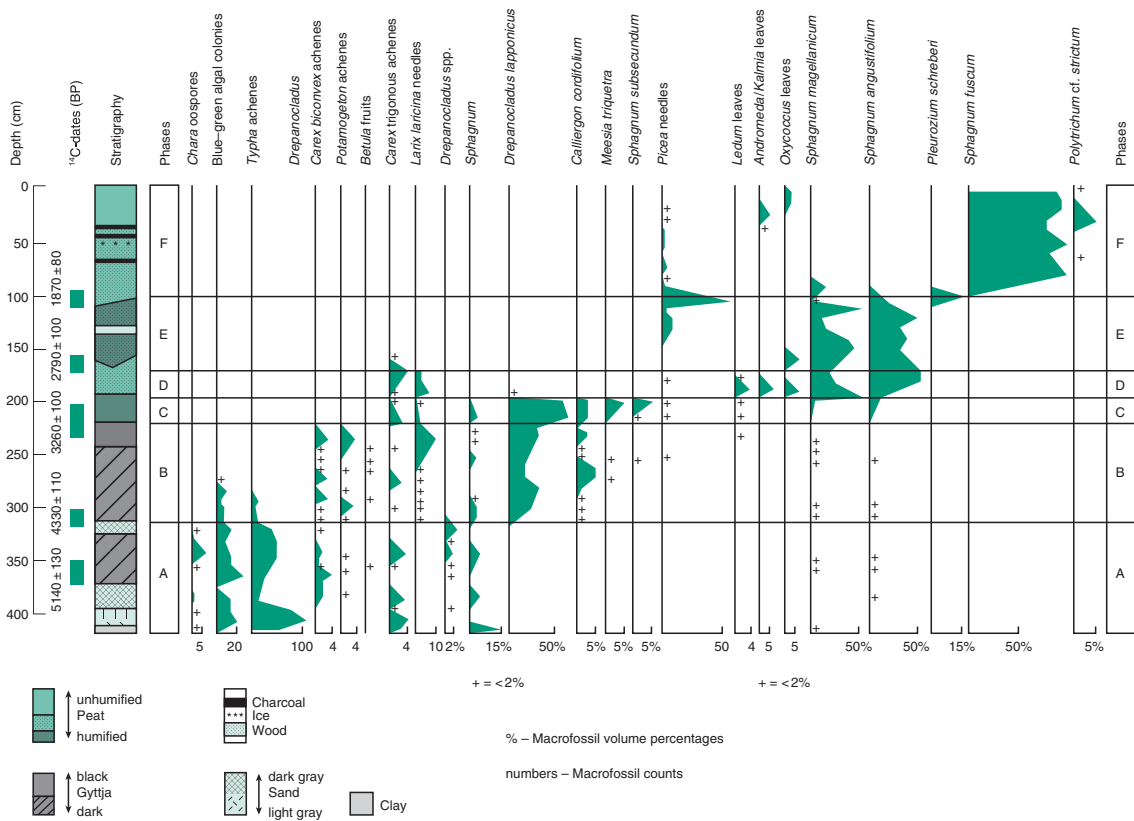 Depth (cm)
¹⁴C-dates (BP)
Stratigraphy
Phases
Chara oospores
Blue–green algal colonies
Typha achenes
Drepanocladus
Carex biconvex achenes
Potamogeton achenes
Betula fruits
Carex trigonous achenes
Larix laricina needles
Drepanocladus spp.
Sphagnum
Drepanocladus lapponicus
Calliergon cordifolium
Meesia triquetra
Sphagnum subsecundum
Picea needles
Ledum leaves
Andromeda/Kalmia leaves
Oxycoccus leaves
Sphagnum magellanicum
Sphagnum angustifolium
Pleurozium schreberi
Sphagnum fuscum
Polytrichum cf. strictum
Phases
0
50
100
150
200
250
300
350
400
1870 ± 80
2790 ± 100
3260 ± 100
4330 ± 110
5140 ± 130
F
E
D
C
B
A
F
E
D
C
B
A
5 20 100 4 4 4 10 2% 15% 50% 5% 5% 5% 50 5 5 5 50% 50% 15% 50% 5%
+ = <2% + = <2%
unhumified
Peat
humified
Charcoal
Ice
Wood
% – Macrofossil volume percentages
numbers – Macrofossil counts
black
Gyttja
dark
dark gray
Sand
light gray
Clay